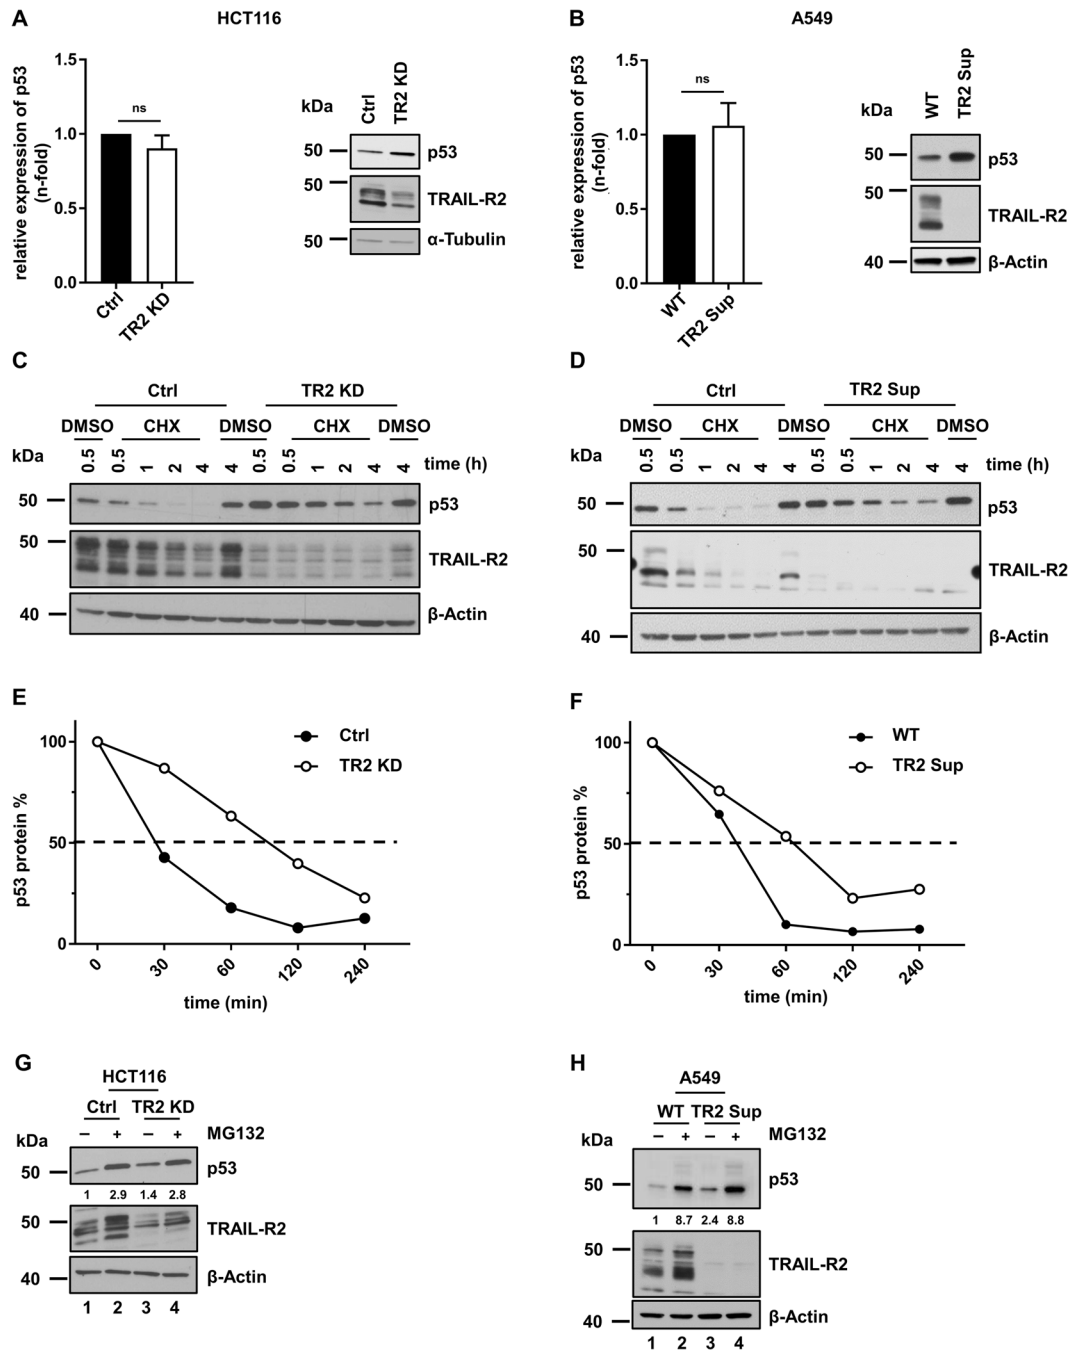 A
HCT116
relative expression of p53
(n-fold)
1.5
1.0
0.5
0.0
ns
Ctrl
TR2 KD
kDa
Ctrl
TR2 KD
50
p53
50
TRAIL-R2
50
α-Tubulin
B
A549
relative expression of p53
(n-fold)
1.5
1.0
0.5
0.0
ns
WT
TR2 Sup
kDa
WT
TR2 Sup
50
p53
50
TRAIL-R2
40
β-Actin
C
Ctrl
TR2 KD
DMSO
CHX
DMSO
CHX
DMSO
kDa
0.5
0.5
1
2
4
4
0.5
0.5
1
2
4
4
time (h)
50
p53
50
TRAIL-R2
40
β-Actin
D
Ctrl
TR2 Sup
DMSO
CHX
DMSO
CHX
DMSO
kDa
0.5
0.5
1
2
4
4
0.5
0.5
1
2
4
4
time (h)
50
p53
50
TRAIL-R2
40
β-Actin
E
p53 protein %
100
50
0
Ctrl
TR2 KD
0
30
60
120
240
time (min)
F
p53 protein %
100
50
0
WT
TR2 Sup
0
30
60
120
240
time (min)
G
HCT116
Ctrl
TR2 KD
kDa
– + – +
MG132
50
p53
1 2.9 1.4 2.8
50
TRAIL-R2
40
β-Actin
1 2 3 4
H
A549
WT TR2 Sup
kDa
– + – +
MG132
50
p53
1 8.7 2.4 8.8
50
TRAIL-R2
40
β-Actin
1 2 3 4